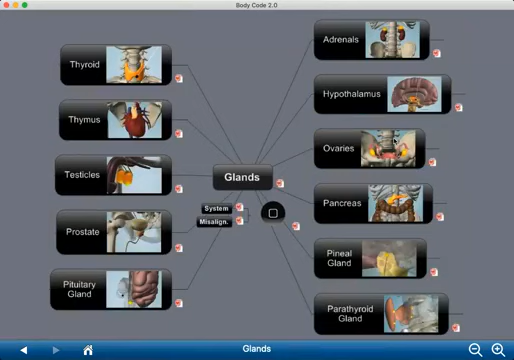 Body Code 2.0
Adrenals
Thyroid
Hypothalamus
Thymus
Ovaries
Testicles
Glands
Pancreas
System
Misalign.
Prostate
Pineal
Gland
Pituitary
Gland
Parathyroid
Gland
Glands